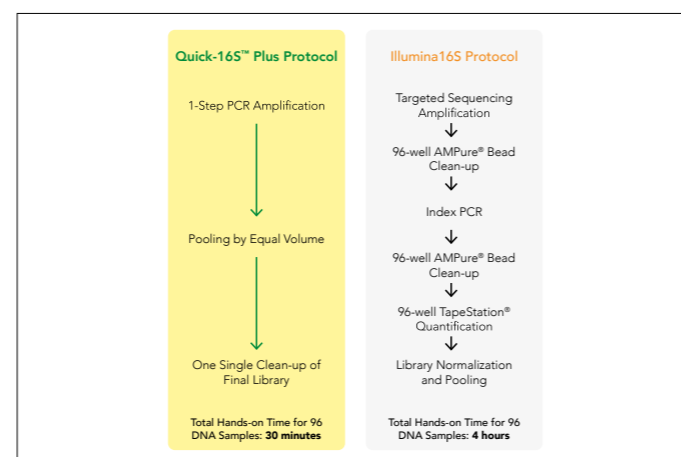 Quick-16S™ Plus Protocol
1-Step PCR Amplification
Pooling by Equal Volume
One Single Clean-up of
Final Library
Total Hands-on Time for 96
DNA Samples: 30 minutes
Illumina16S Protocol
Targeted Sequencing
Amplification
96-well AMPure® Bead
Clean-up
Index PCR
96-well AMPure® Bead
Clean-up
96-well TapeStation®
Quantification
Library Normalization
and Pooling
Total Hands-on Time for 96
DNA Samples: 4 hours